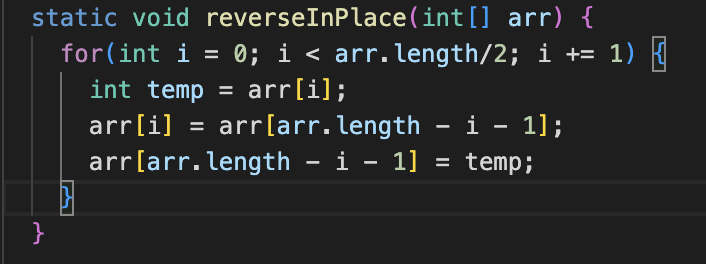 static void reverseInPlace(int[] arr) {
  for(int i = 0; i < arr.length/2; i += 1) {
    int temp = arr[i];
    arr[i] = arr[arr.length - i - 1];
    arr[arr.length - i - 1] = temp;
  }
}